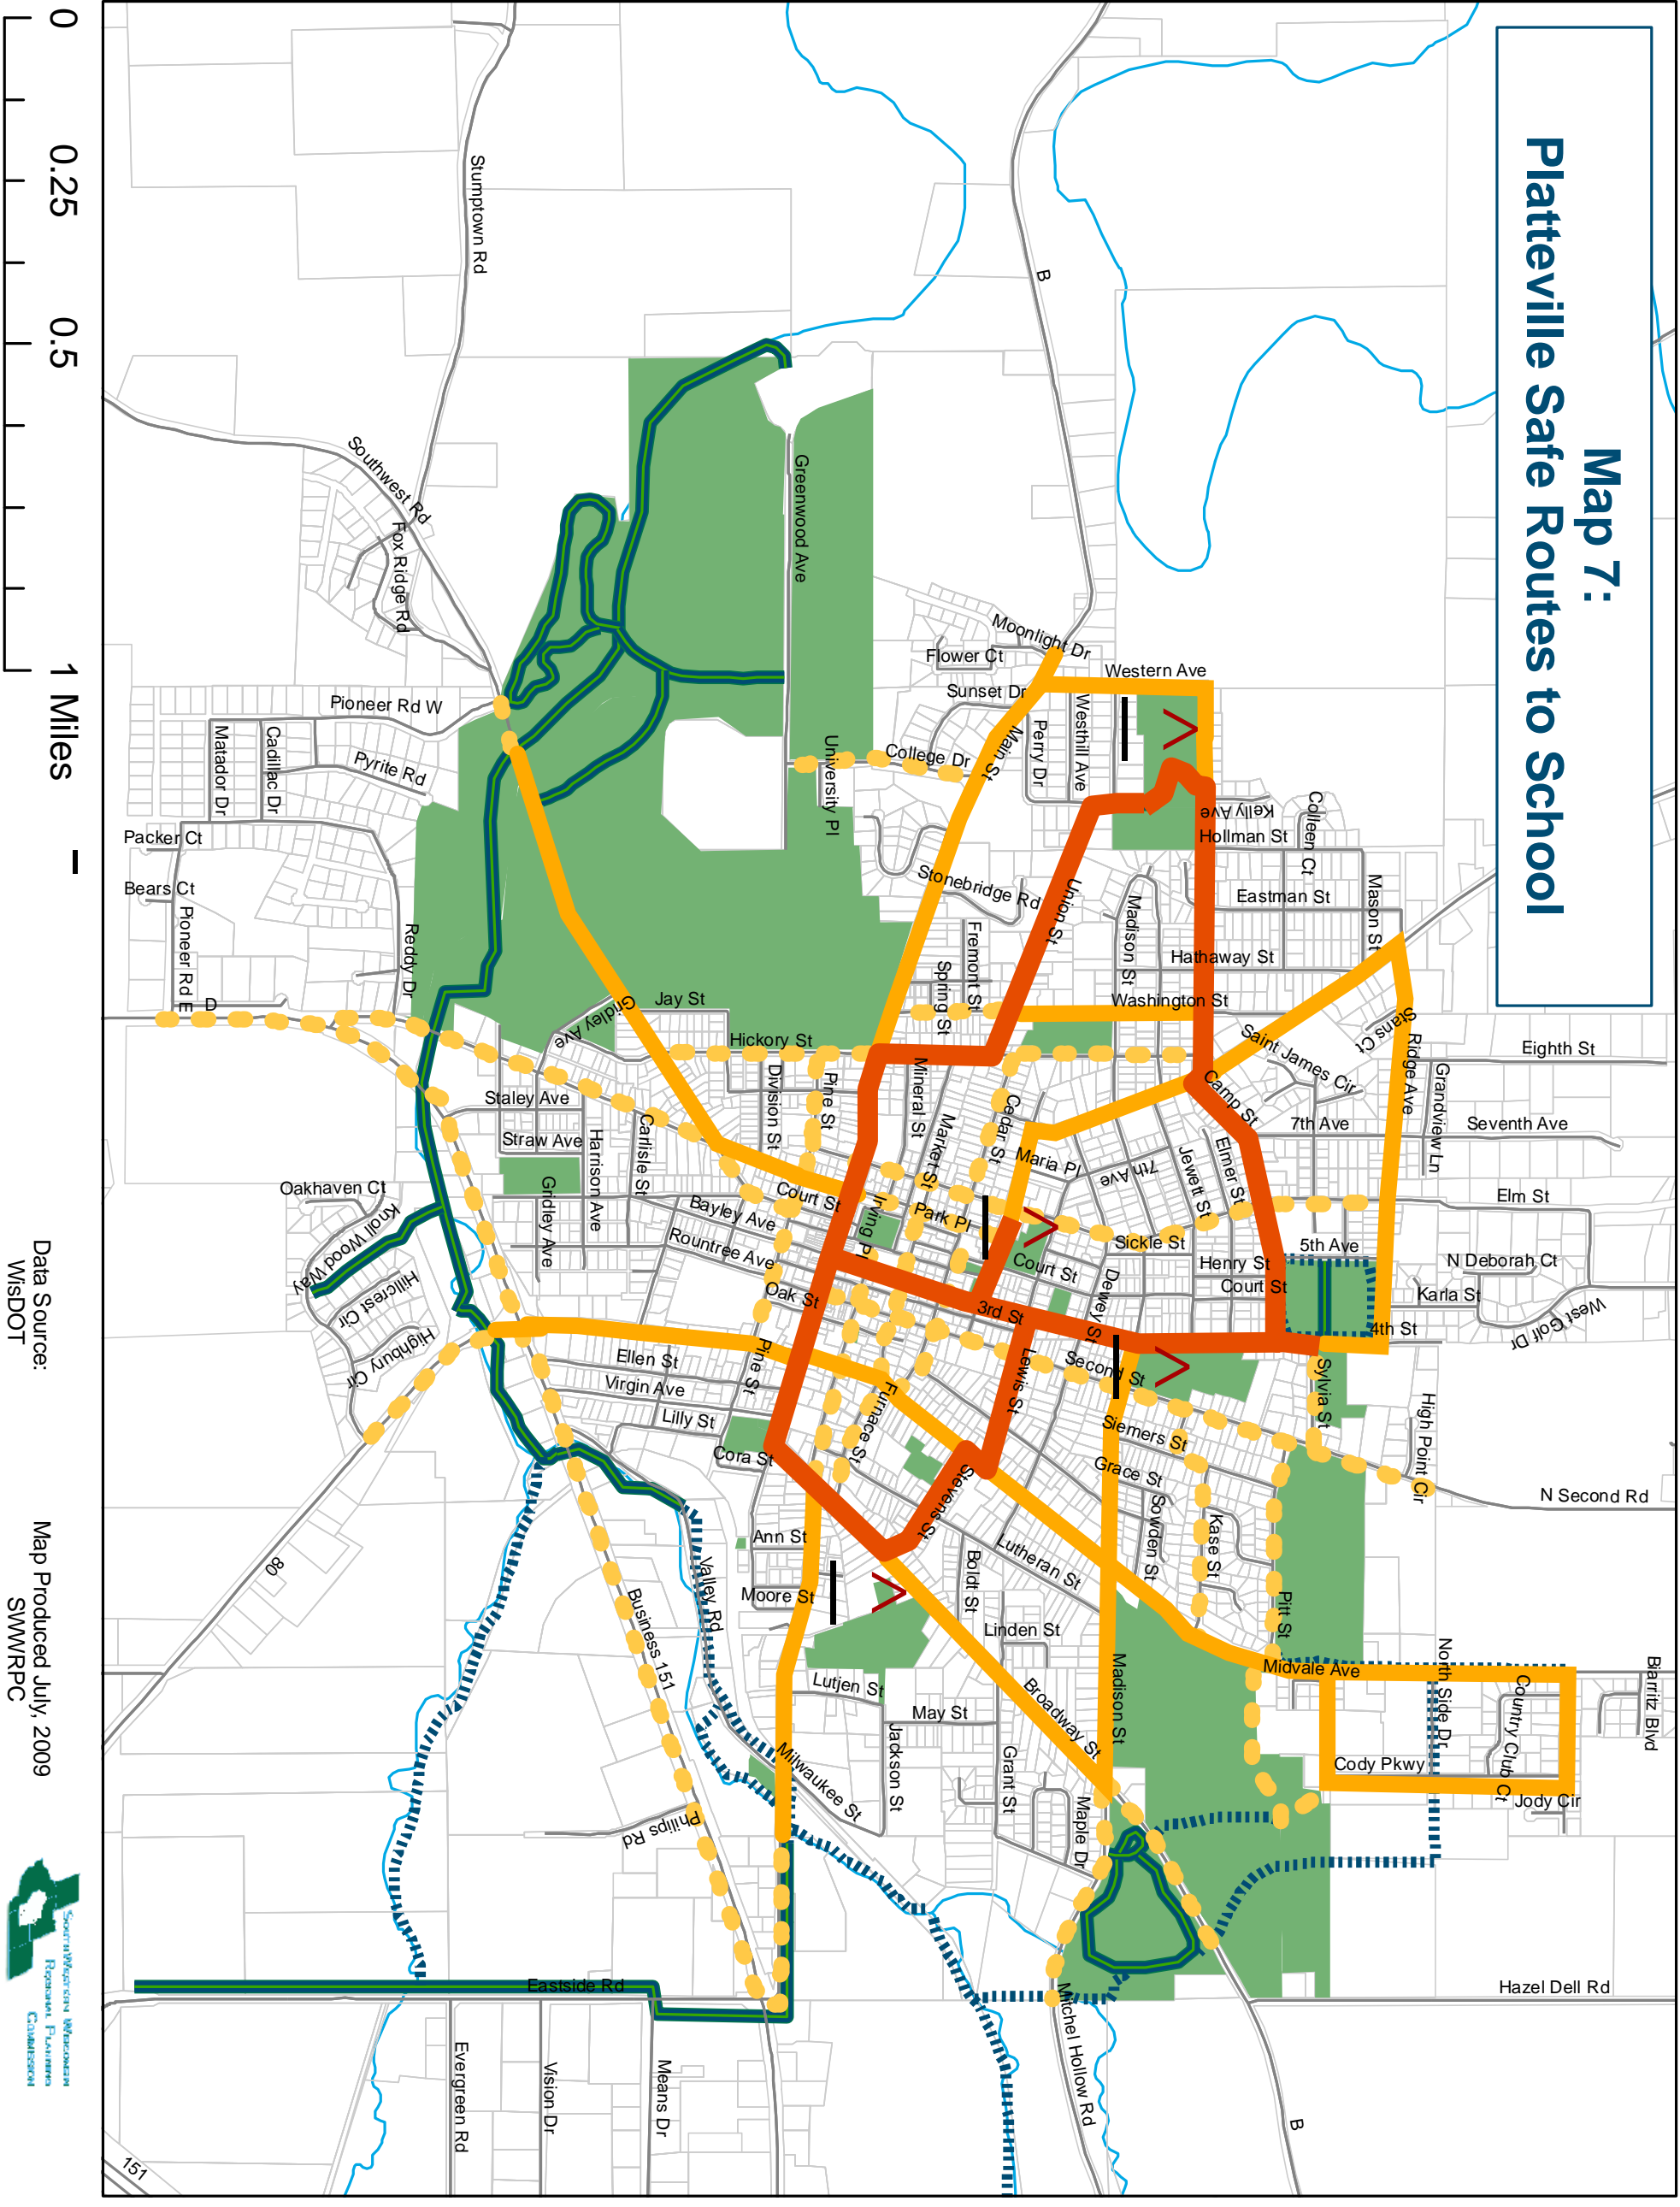 Map 7:
Platteville Safe Routes to School
0
0.25
0.5
1 Miles
Data Source:
WisDOT
Map Produced July, 2009
SWWRPC
Southwestern Wisconsin
Regional Planning
Commission
Stumptown Rd
Southwest Rd
Fox Ridge Rd
Greenwood Ave
B
Moonlight Dr
Flower Ct
Sunset Dr
Western Ave
Westhill Ave
Perry Dr
Main St
College Dr
University Pl
Pioneer Rd W
Matador Dr
Cadillac Dr
Pyrite Rd
Packer Ct
Bears Ct
Pioneer Rd E
D
Reddy Dr
Kelly Ave
Hollman St
Colleen Ct
Eastman St
Mason St
Stonebridge Rd
Union St
Madison St
Hathaway St
Fremont St
Spring St
Washington St
Jay St
Gridley Ave
Hickory St
Saint James Cir
Stans Ct
Ridge Ave
Eighth St
Grandview Ln
Seventh Ave
7th Ave
Camp St
Elmer St
Jewett St
7th Ave
Maria Pl
Cedar St
Mineral St
Market St
Pine St
Division St
Staley Ave
Straw Ave
Harrison Ave
Carlisle St
Gridley Ave
Oakhaven Ct
Knoll Wood Way
Hillcrest Cir
Highbury Cir
Court St
Bayley Ave
Rountree Ave
Irving Pl
Park Pl
Sickle St
Henry St
Court St
Court St
5th Ave
Elm St
N Deborah Ct
Karla St
West Golf Dr
4th St
Oak St
3rd St
Dewey St
Second St
Lewis St
Sylvia St
High Point Cir
N Second Rd
Ellen St
Virgin Ave
Lilly St
Pine St
Cora St
Furnace St
Siemers St
Grace St
Sowden St
Kase St
Stevens St
Ann St
Moore St
Boldt St
Lutheran St
Linden St
Pitt St
80
Valley Rd
Business 151
Lutjen St
May St
Jackson St
Grant St
Broadway St
Madison St
Maple Dr
Midvale Ave
North Side Dr
Country Club Ct
Biarritz Blvd
Cody Pkwy
Jody Cir
Milwaukee St
Philips Rd
Eastside Rd
Mitchel Hollow Rd
Hazel Dell Rd
Evergreen Rd
Vision Dr
Means Dr
B
151